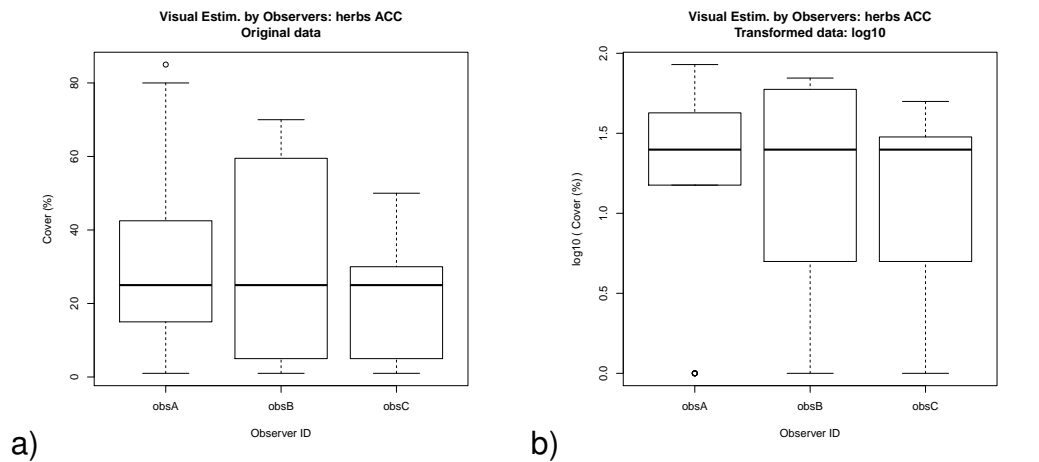 Visual Estim. by Observers: herbs ACC
Original data
80
60
40
20
0
Cover (%)
obsA obsB obsC
Observer ID
a)
Visual Estim. by Observers: herbs ACC
Transformed data: log10
2.0
1.5
1.0
0.5
0.0
log10 ( Cover (%) )
obsA obsB obsC
Observer ID
b)